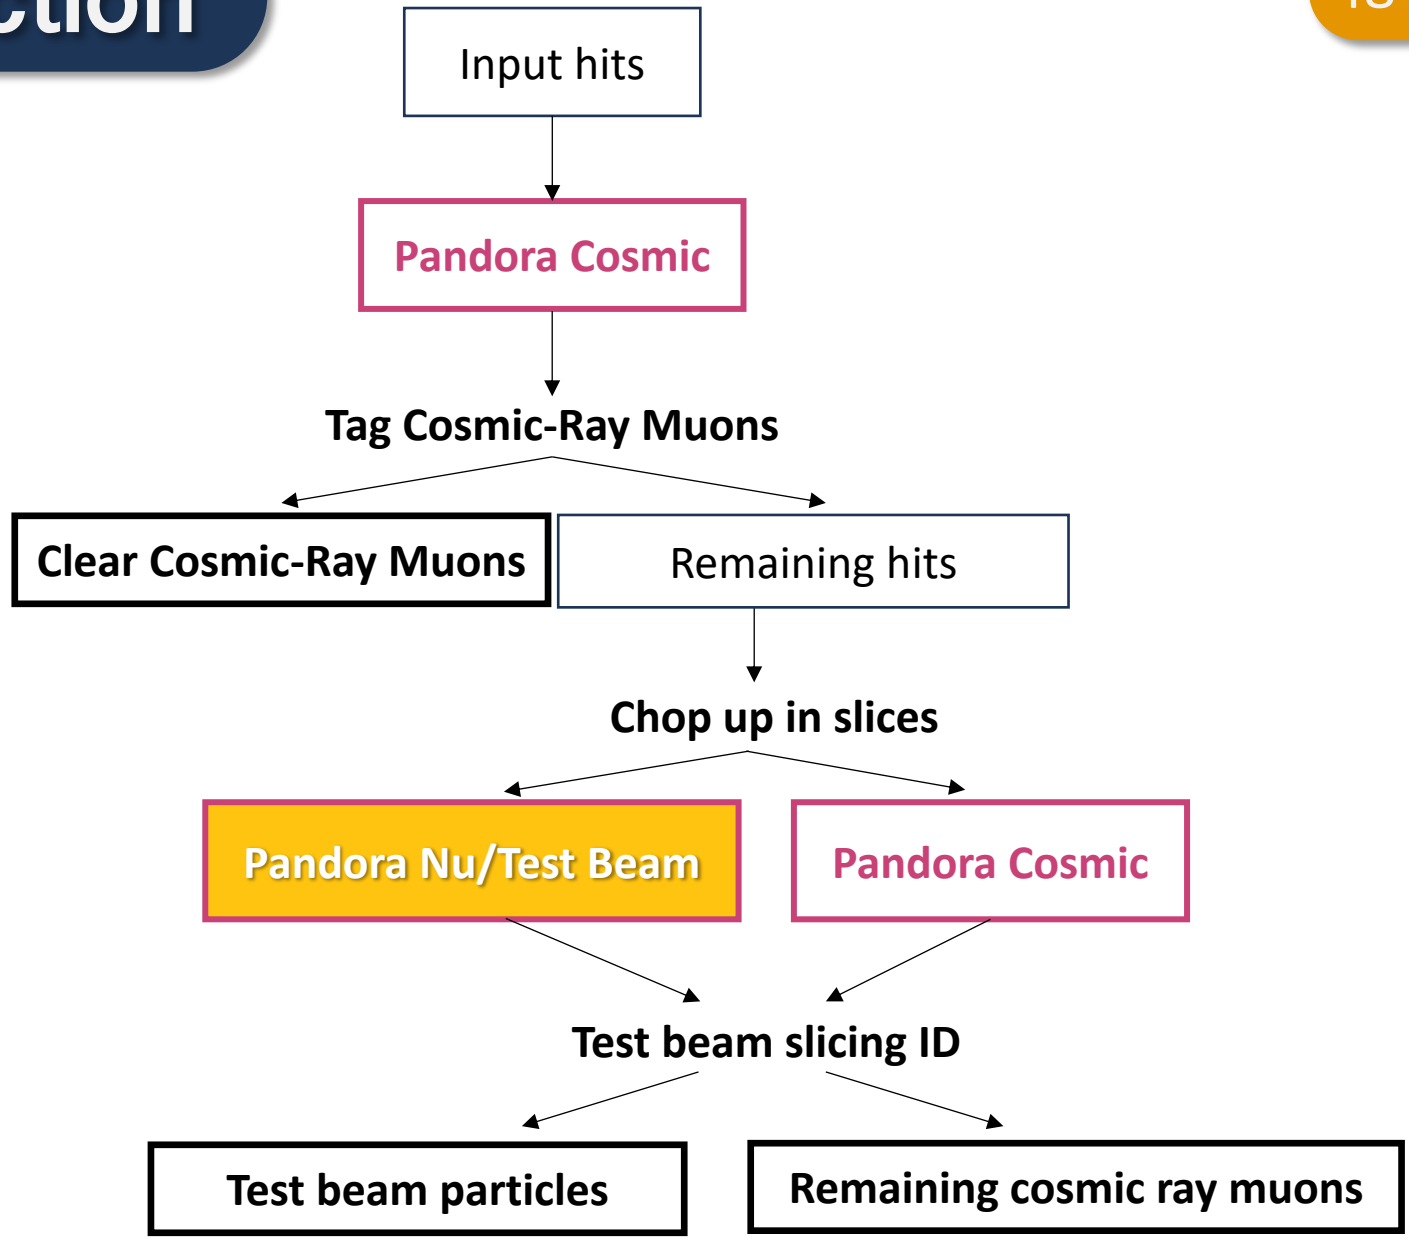 Input hits
Pandora Cosmic
Tag Cosmic-Ray Muons
Clear Cosmic-Ray Muons
Remaining hits
Chop up in slices
Pandora Nu/Test Beam
Pandora Cosmic
Test beam slicing ID
Test beam particles
Remaining cosmic ray muons